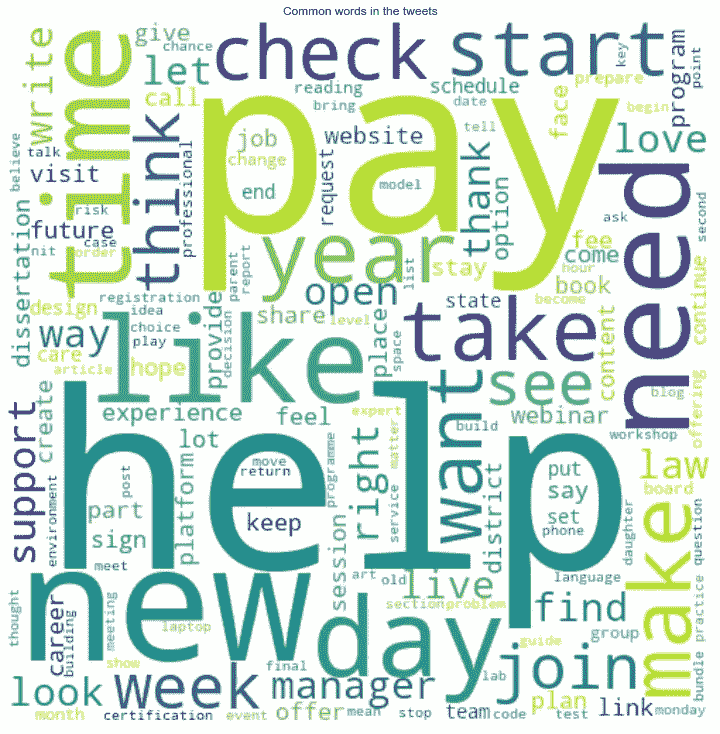 Common words in the tweets
give
chance
check
start
key
point
write
time
let
call
pay
reading
bring
schedule
date
prepare
program
begin
face
love
believe
talk
visit
think
professional
job
change
end
website
request
model
thank
tell
option
ask
need
second
risk
future
case
nit
order
year
stay
fee
come
hour
book
become
continue
dissertation
design
registration
idea
choice
play
provide
decision
parent
report
open
share
level
list
state
place
space
take
content
way
care
article
hope
like
see
blog
offering
create
experience
feel
expert
want
webinar
build
workshop
support
environment
lot
part
post
sign
platform
help
move
return
keep
programme
right
matter
service
district
put
say
set
phone
law
board
daughter
question
practice
bundle
meet
new
session
art
old
live
section
problem
language
make
thought
career
building
meeting
laptop
day
find
group
guide
show
final
lab
join
look
week
manager
plan
link
monday
month
certification
event
offer
mean
stop
team
code
test